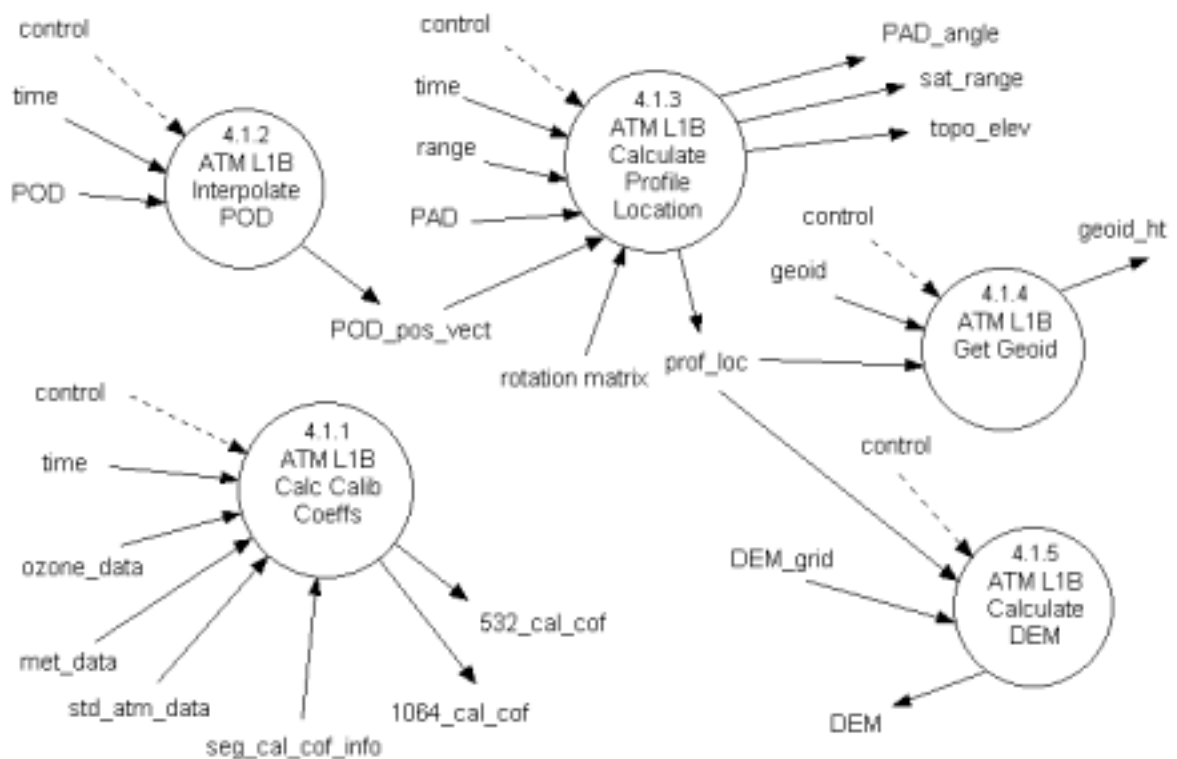 control
time
POD
4.1.2
ATM L1B
Interpolate
POD
POD_pos_vect
control
time
range
PAD
rotation matrix
4.1.3
ATM L1B
Calculate
Profile
Location
PAD_angle
sat_range
topo_elev
prof_loc
control
geoid
4.1.4
ATM L1B
Get Geoid
geoid_ht
control
time
ozone_data
met_data
std_atm_data
seg_cal_cof_info
4.1.1
ATM L1B
Calc Calib
Coeffs
532_cal_cof
1064_cal_cof
control
DEM_grid
4.1.5
ATM L1B
Calculate
DEM
DEM